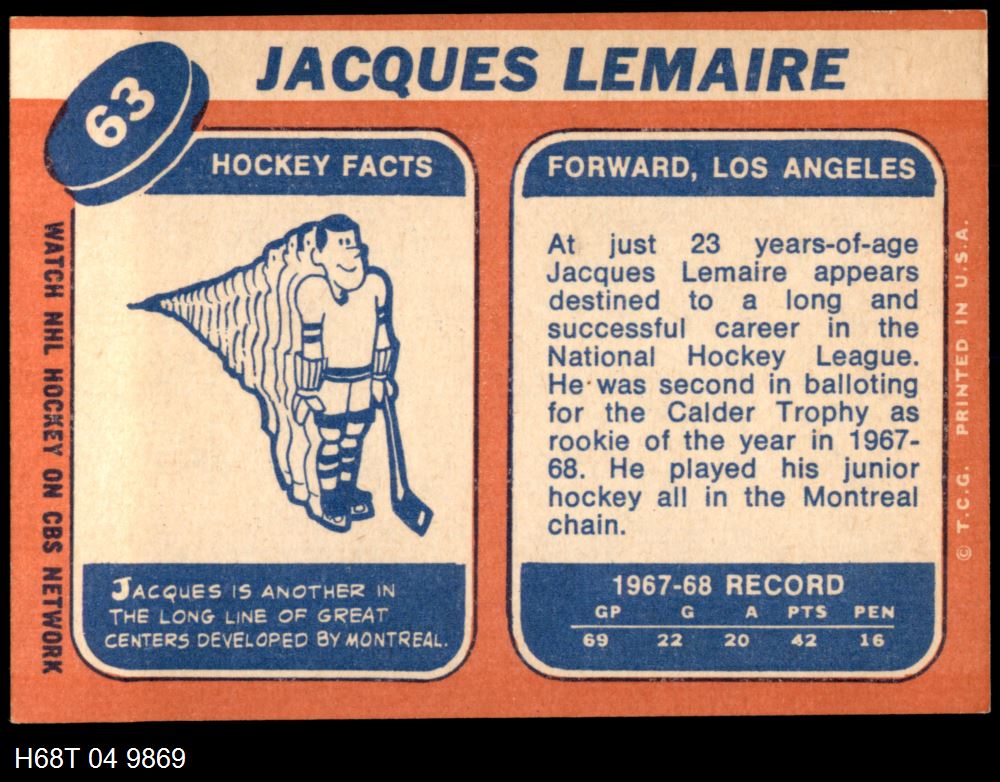 JACQUES LEMAIRE
63
HOCKEY FACTS
JACQUES IS ANOTHER IN
THE LONG LINE OF GREAT
CENTERS DEVELOPED BY MONTREAL.
FORWARD, LOS ANGELES
At just 23 years-of-age
Jacques Lemaire appears
destined to a long and
successful career in the
National Hockey League.
He was second in balloting
for the Calder Trophy as
rookie of the year in 1967-
68. He played his junior
hockey all in the Montreal
chain.
1967-68 RECORD
GP G A PTS PEN
69 22 20 42 16
WATCH NHL HOCKEY ON CBS NETWORK
© T.C.G. PRINTED IN U.S.A.
H68T 04 9869